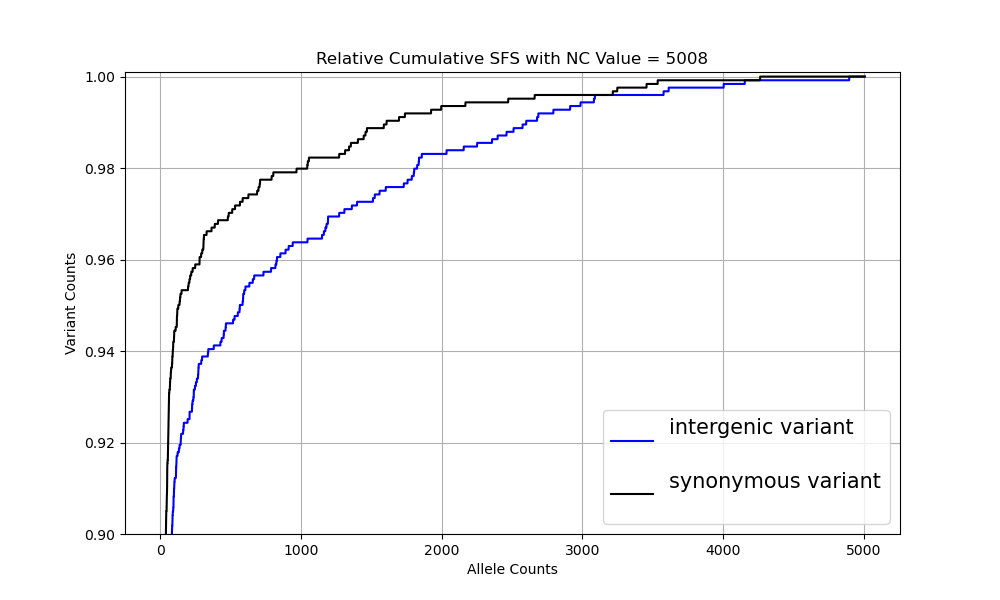 Relative Cumulative SFS with NC Value = 5008
1.00
0.98
0.96
0.94
0.92
0.90
Variant Counts
intergenic variant
synonymous variant
0
1000
2000
3000
4000
5000
Allele Counts